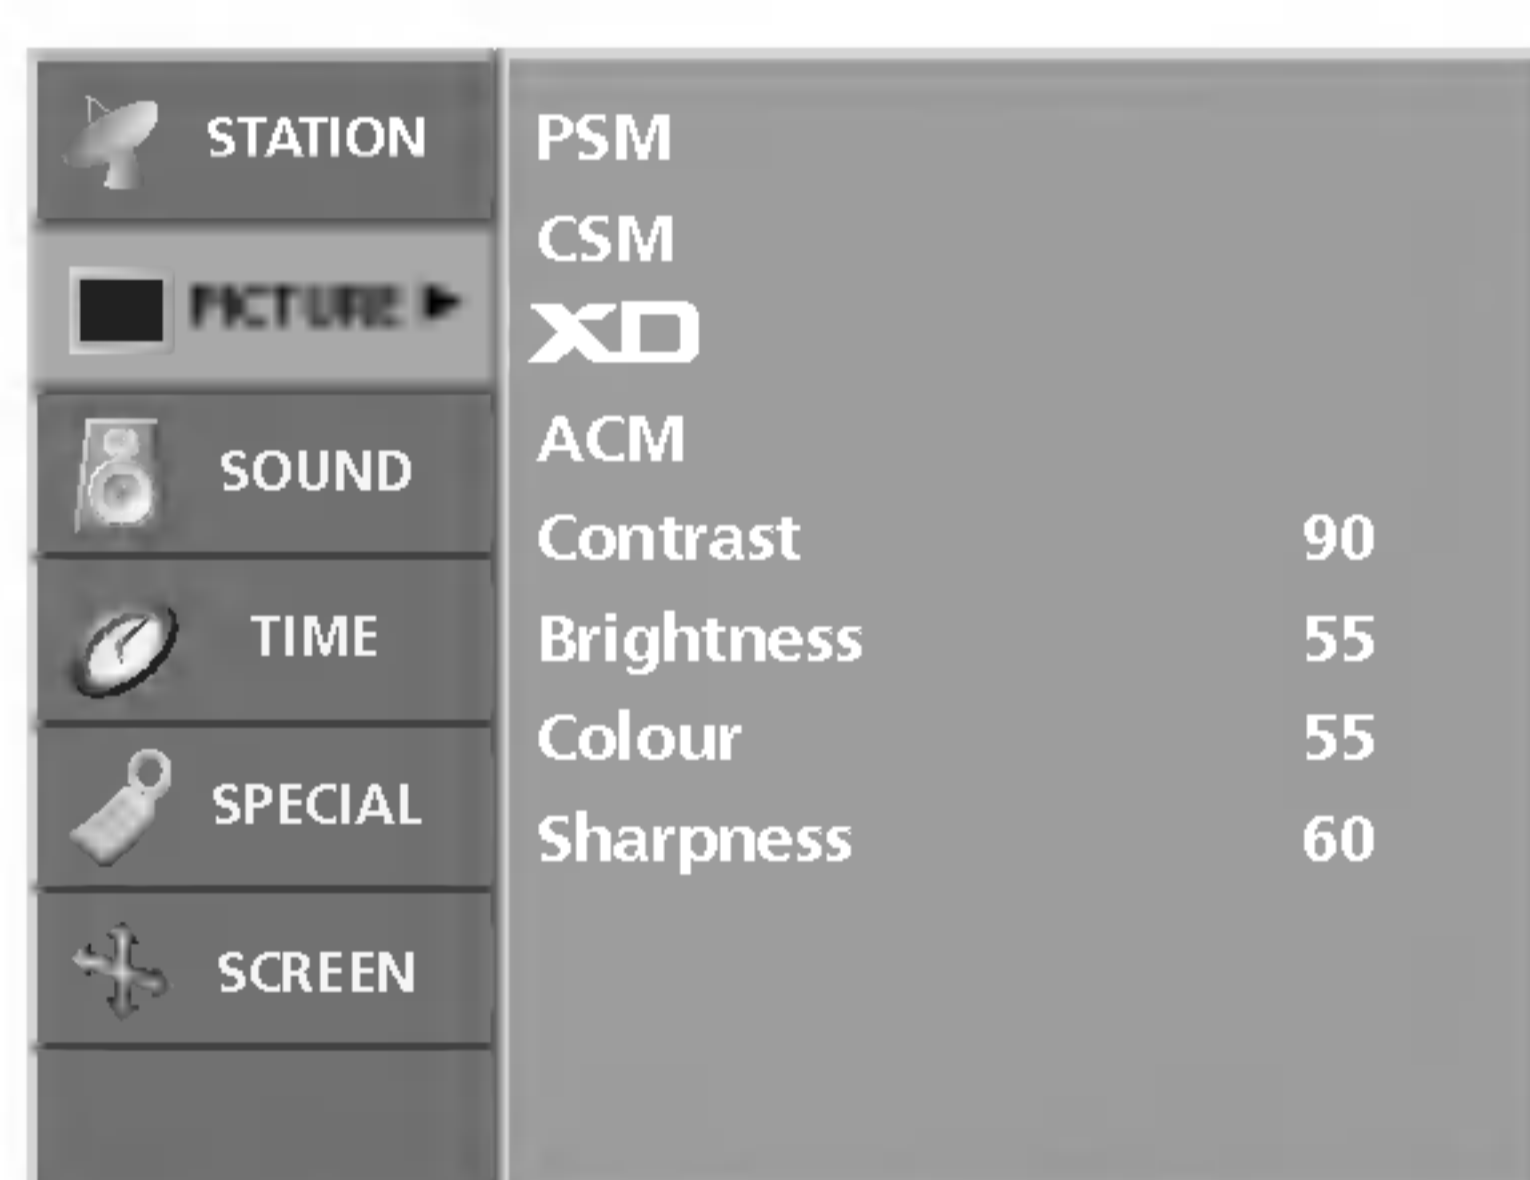 STATION
PICTURE ►
SOUND
TIME
SPECIAL
SCREEN
PSM
CSM
XD
ACM
Contrast 90
Brightness 55
Colour 55
Sharpness 60